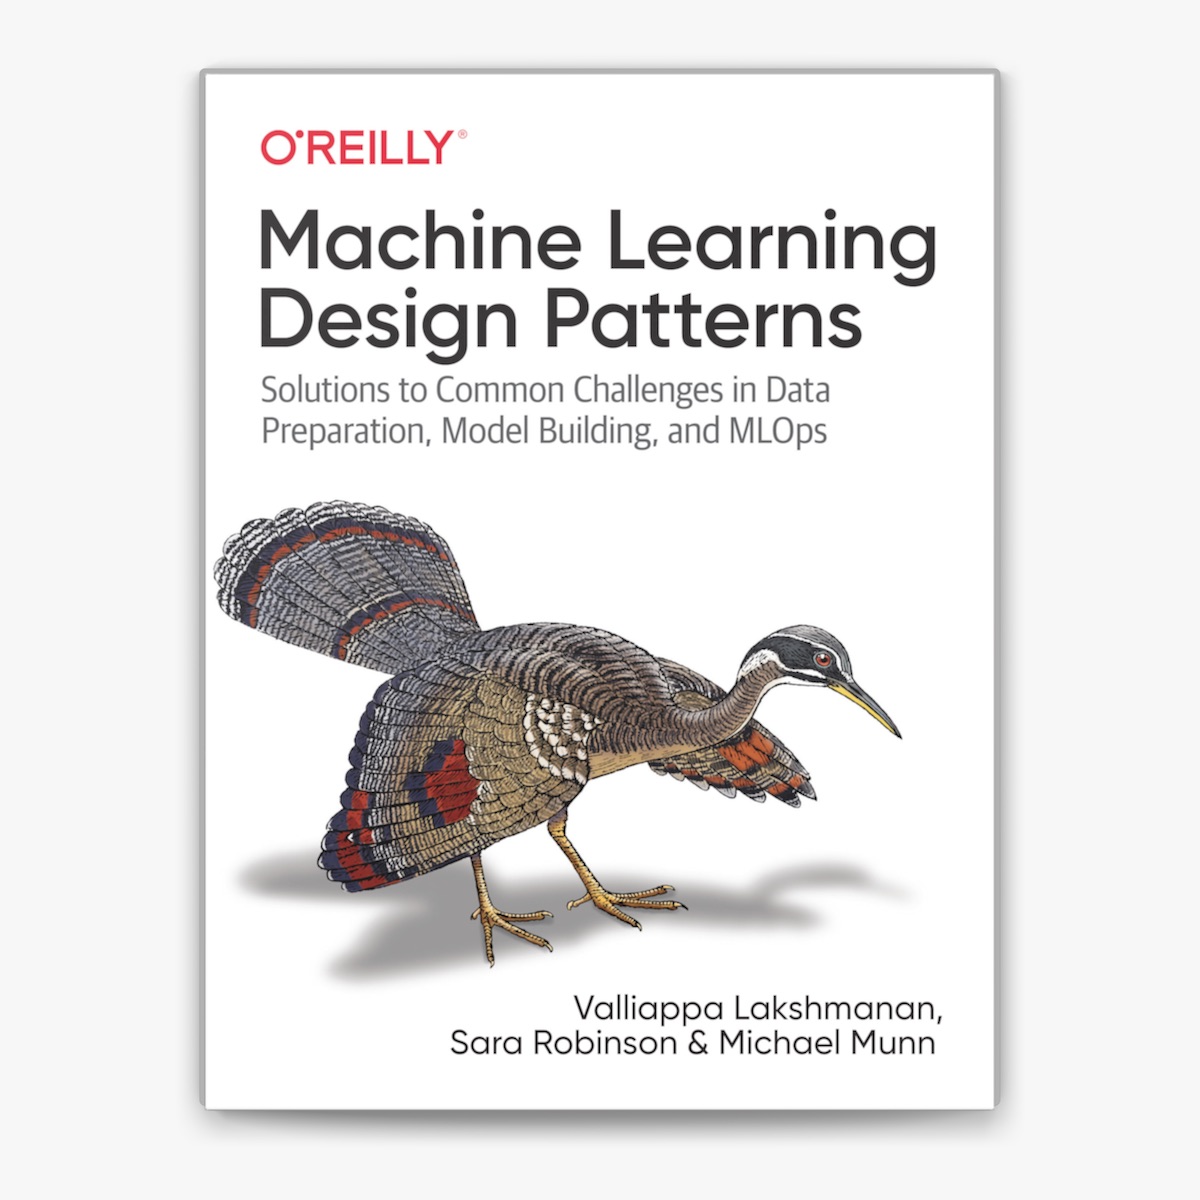 O'REILLY®
Machine Learning
Design Patterns
Solutions to Common Challenges in Data
Preparation, Model Building, and MLOps
Valliappa Lakshmanan,
Sara Robinson & Michael Munn